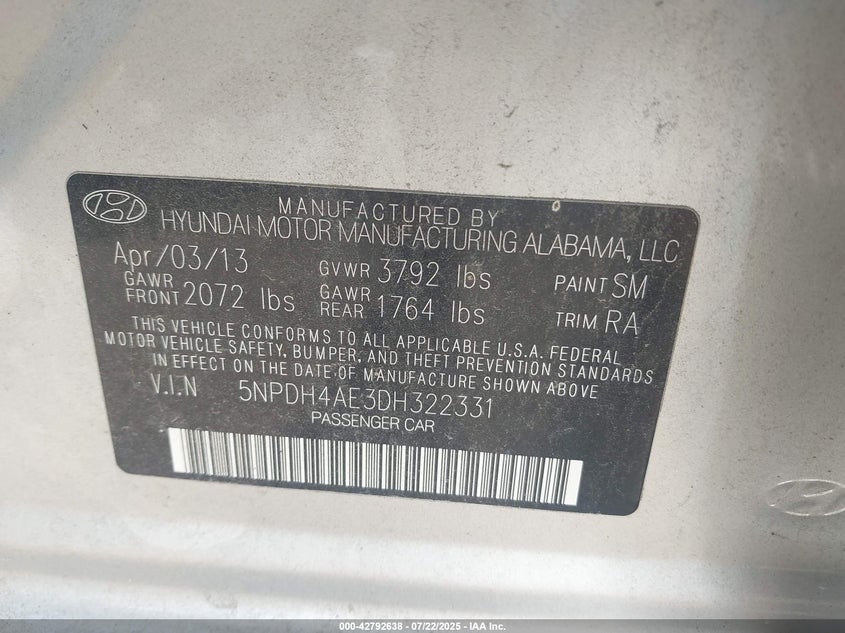 MANUFACTURED BY
HYUNDAI MOTOR MANUFACTURING ALABAMA, LLC
Apr/03/13 GVWR 3792 lbs PAINT SM
GAWR FRONT 2072 lbs GAWR REAR 1764 lbs TRIM RA
THIS VEHICLE CONFORMS TO ALL APPLICABLE U.S.A. FEDERAL
MOTOR VEHICLE SAFETY, BUMPER, AND THEFT PREVENTION STANDARDS
IN EFFECT ON THE DATE OF MANUFACTURE SHOWN ABOVE
V.I.N 5NPDH4AE3DH322331
PASSENGER CAR
000-42792638 - 07/22/2025 - IAA Inc.